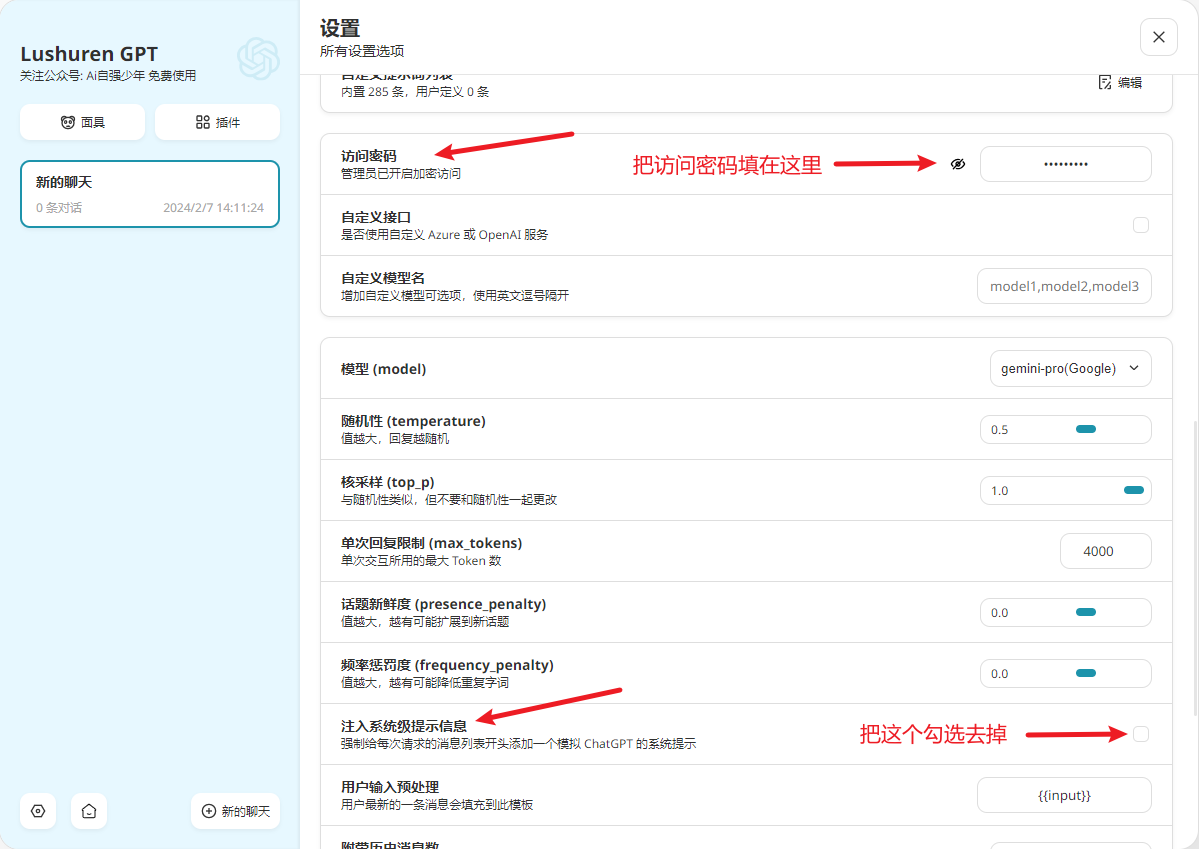 Lushuren GPT
关注公众号: Ai自强少年 免费使用
面具
插件
新的聊天
0 条对话
2024/2/7 14:11:24
新的聊天
设置
所有设置选项
自定义提示词列表
内置 285 条，用户定义 0 条
编辑
访问密码
管理员已开启加密访问
把访问密码填在这里
•••••••••
自定义接口
是否使用自定义 Azure 或 OpenAI 服务
自定义模型名
增加自定义模型可选项，使用英文逗号隔开
model1,model2,model3
模型 (model)
gemini-pro(Google)
随机性 (temperature)
值越大，回复越随机
0.5
核采样 (top_p)
与随机性类似，但不要和随机性一起更改
1.0
单次回复限制 (max_tokens)
单次交互所用的最大 Token 数
4000
话题新鲜度 (presence_penalty)
值越大，越有可能扩展到新话题
0.0
频率惩罚度 (frequency_penalty)
值越大，越有可能降低重复字词
0.0
注入系统级提示信息
强制给每次请求的消息列表开头添加一个模拟 ChatGPT 的系统提示
把这个勾选去掉
用户输入预处理
用户最新的一条消息会填充到此模板
{{input}}
附带历史消息数